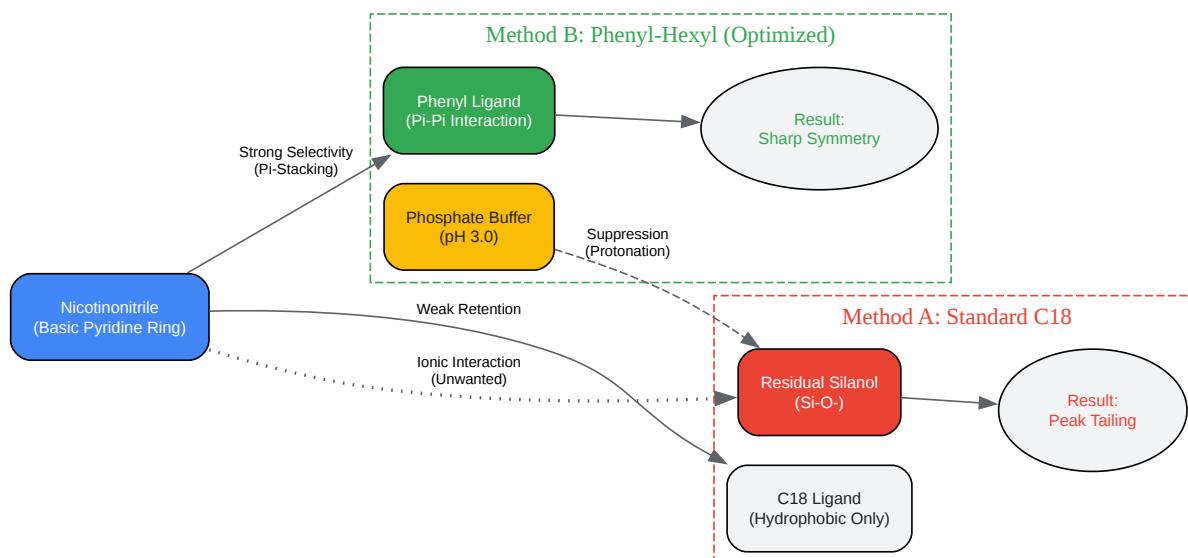 Method B: Phenyl-Hexyl (Optimized)
Phenyl Ligand
(Pi-Pi Interaction)
Result:
Sharp Symmetry
Strong Selectivity
(Pi-Stacking)
Phosphate Buffer
(pH 3.0)
Suppression
(Protonation)
Nicotinonitrile
(Basic Pyridine Ring)
Weak Retention
Ionic Interaction
(Unwanted)
Method A: Standard C18
Residual Silanol
(Si-O-)
Result:
Peak Tailing
C18 Ligand
(Hydrophobic Only)